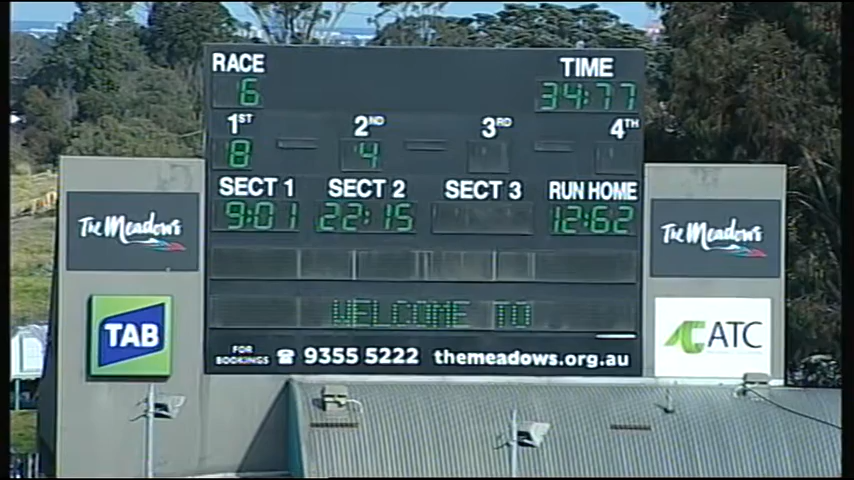 RACE TIME
6 34:77
1ST 2ND 3RD 4TH
8 4
SECT 1 SECT 2 SECT 3 RUN HOME
9:01 22:15 12:62
The Meadows The Meadows
WELCOME TO
TAB
ATC
FOR BOOKINGS ☎ 9355 5222 themeadows.org.au